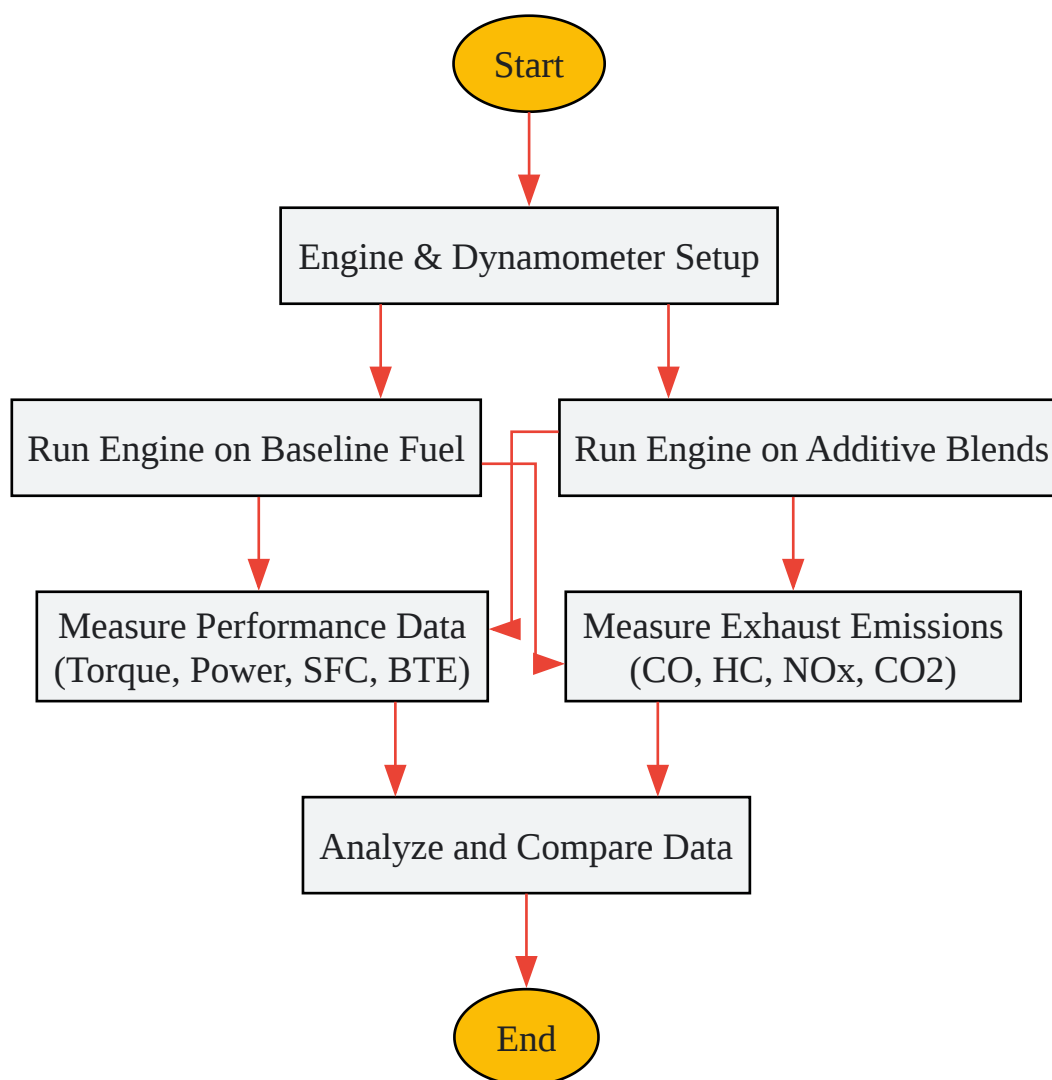 Start
Engine & Dynamometer Setup
Run Engine on Baseline Fuel
Run Engine on Additive Blends
Measure Performance Data
(Torque, Power, SFC, BTE)
Measure Exhaust Emissions
(CO, HC, NOx, CO2)
Analyze and Compare Data
End